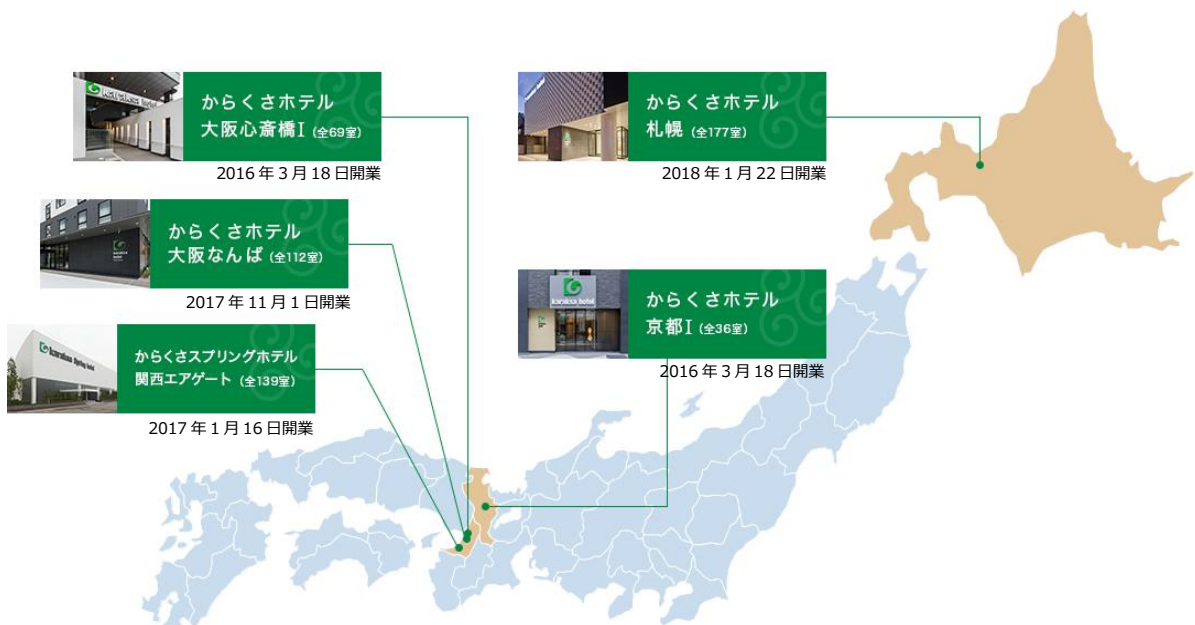 karaksa hotel
からくさホテル
大阪心斎橋I（全69室）
2016年3月18日開業
からくさホテル
札幌（全177室）
2018年1月22日開業
からくさホテル
大阪なんば（全112室）
2017年11月1日開業
karaksa hotel
からくさホテル
京都I（全36室）
2016年3月18日開業
karaksa spring hotel
からくさスプリングホテル
関西エアゲート（全139室）
2017年1月16日開業